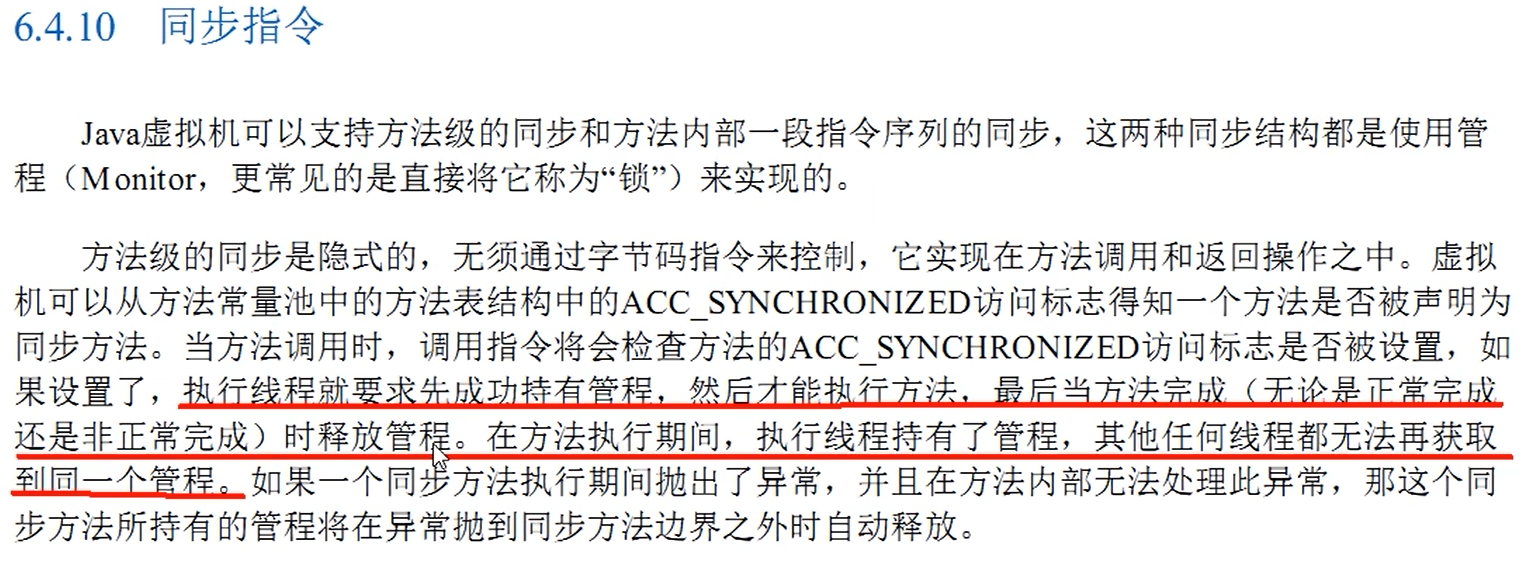 6.4.10 同步指令
Java虚拟机可以支持方法级的同步和方法内部一段指令序列的同步，这两种同步结构都是使用管
程（Monitor，更常见的是直接将它称为“锁”）来实现的。
方法级的同步是隐式的，无须通过字节码指令来控制，它实现在方法调用和返回操作之中。虚拟
机可以从方法常量池中的方法表结构中的ACC_SYNCHRONIZED访问标志得知一个方法是否被声明为
同步方法。当方法调用时，调用指令将会检查方法的ACC_SYNCHRONIZED访问标志是否被设置，如
果设置了，执行线程就要求先成功持有管程，然后才能执行方法，最后当方法完成（无论是正常完成
还是非正常完成）时释放管程。在方法执行期间，执行线程持有了管程，其他任何线程都无法再获取
到同一个管程。如果一个同步方法执行期间抛出了异常，并且在方法内部无法处理此异常，那这个同
步方法所持有的管程将在异常抛到同步方法边界之外时自动释放。